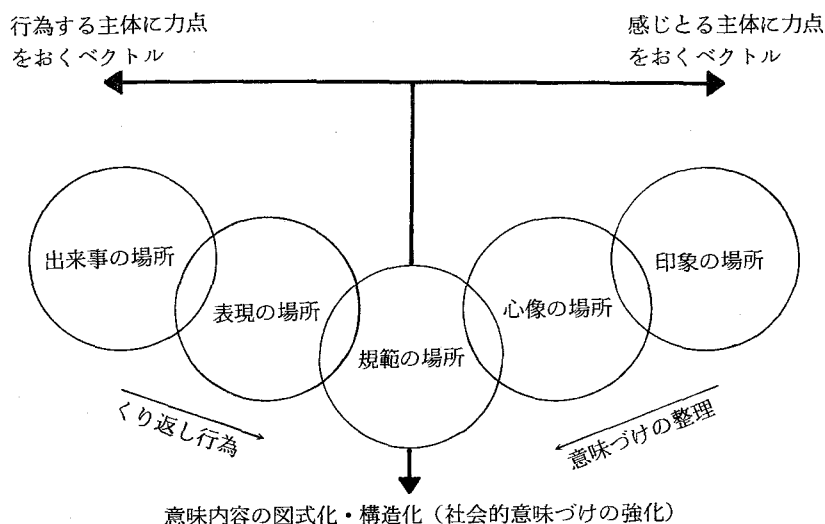 行為する主体に力点
をおくベクトル
感じとる主体に力点
をおくベクトル
出来事の場所
表現の場所
規範の場所
心像の場所
印象の場所
くり返し行為
意味づけの整理
意味内容の図式化・構造化（社会的意味づけの強化）